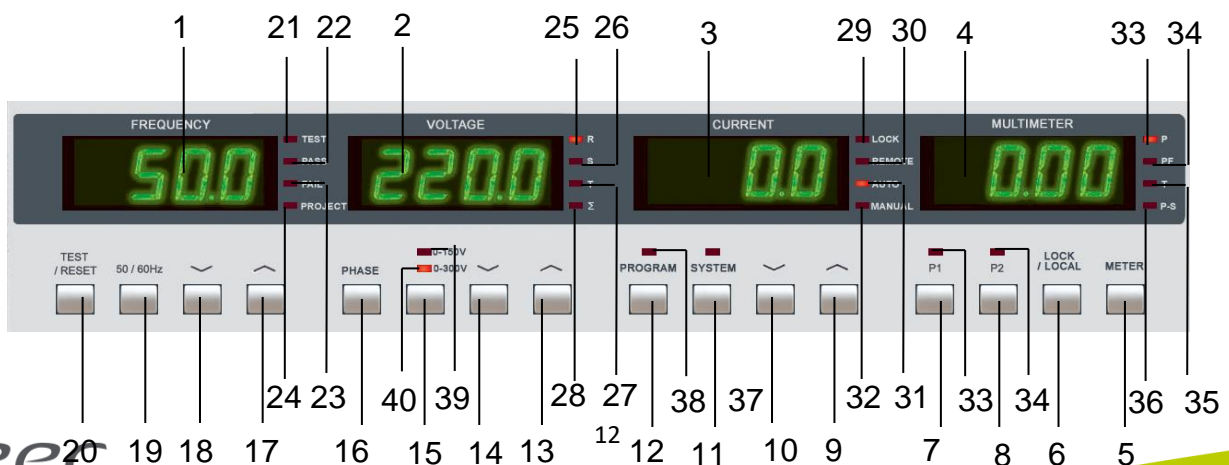 1 21 22 2 25 26 3 29 30 4 33 34
FREQUENCY VOLTAGE CURRENT MULTIMETER
TEST R LOCK P
50.0 220.0 0.0 0.00
PASS S REMOTE PF
FAIL T AUTO T
PROJECT Σ MANUAL P-S
TEST / RESET
50 / 60Hz
PHASE
0-150V
0-300V
PROGRAM
SYSTEM
P1
P2
LOCK / LOCAL
METER
24 23 40 39 28 27 38 37 32 31 33 34 36 35
20 19 18 17 16 15 14 13 12 12 11 10 9 7 8 6 5